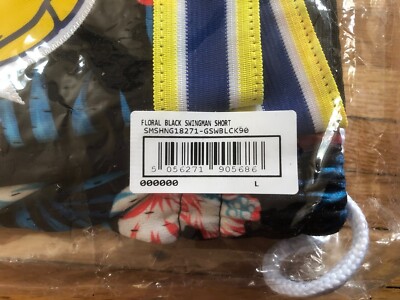 FLORAL BLACK SWINGMAN SHORT
SMSHNG18271-GSWBLCK90
5 056271 905686
000000 L